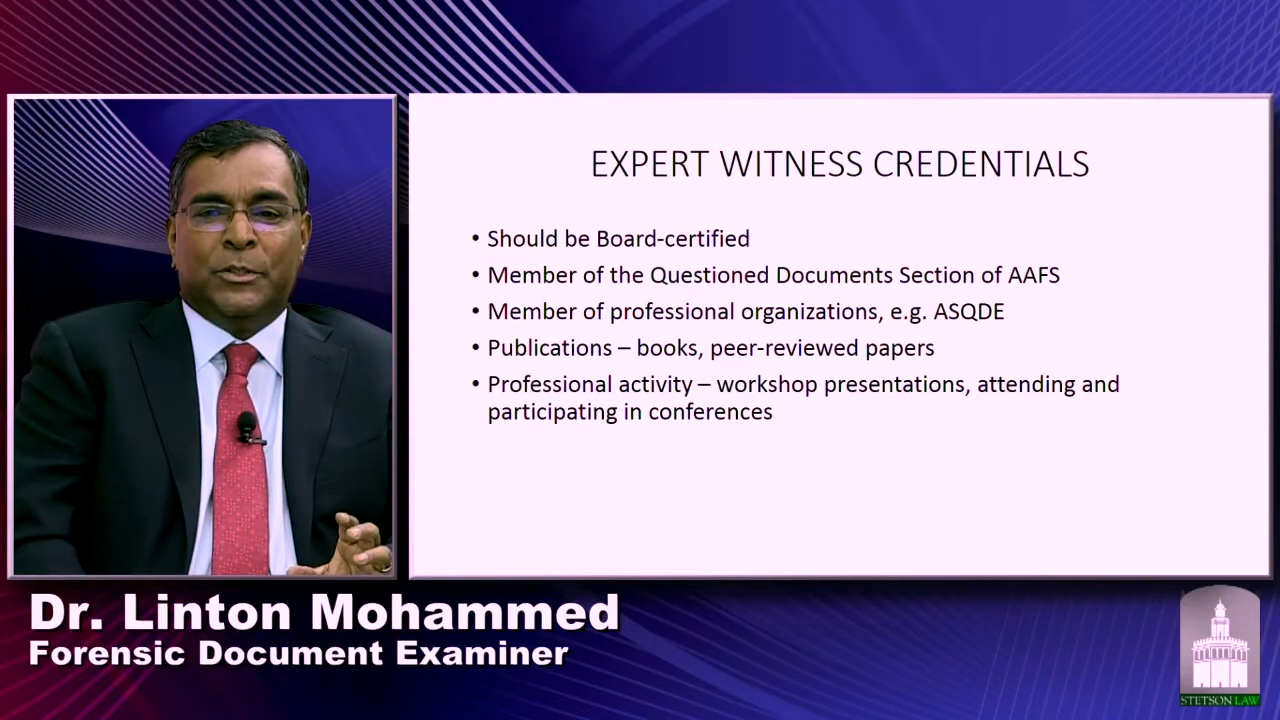 EXPERT WITNESS CREDENTIALS
• Should be Board-certified
• Member of the Questioned Documents Section of AAFS
• Member of professional organizations, e.g. ASQDE
• Publications – books, peer-reviewed papers
• Professional activity – workshop presentations, attending and
participating in conferences
Dr. Linton Mohammed
Forensic Document Examiner
STETSON LAW